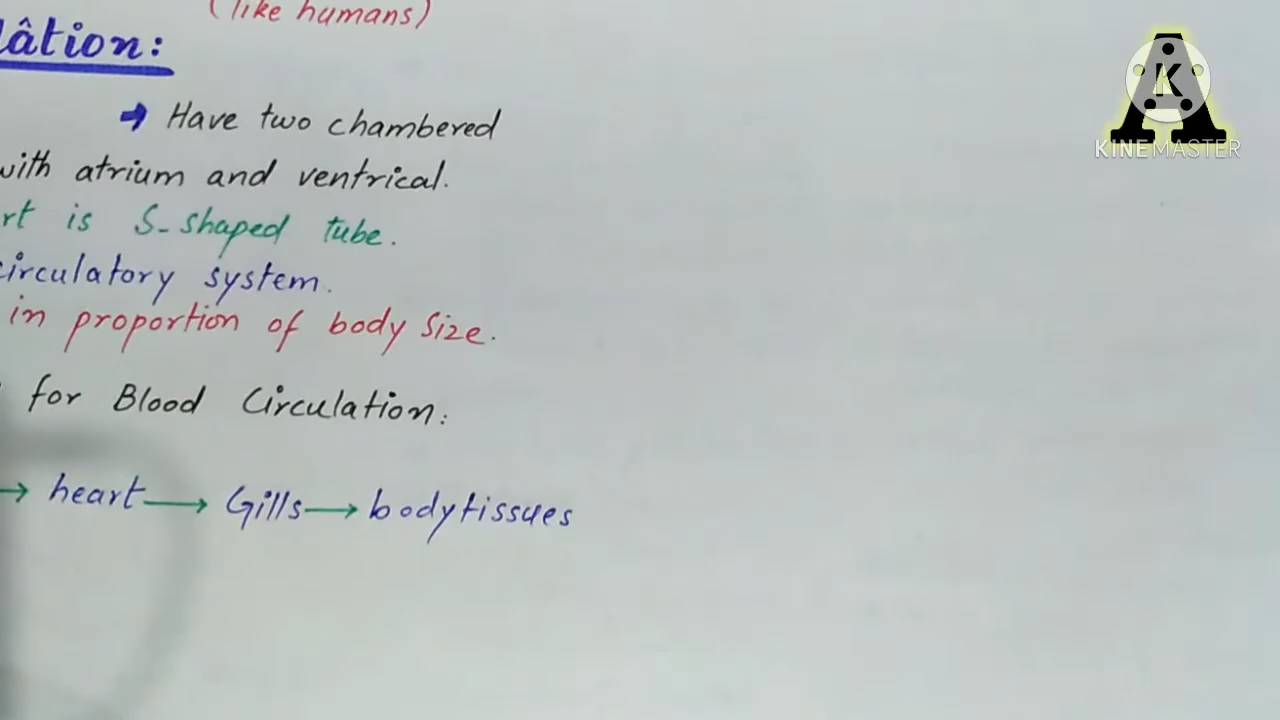 (like humans)
lâtion:
→ Have two chambered
with atrium and ventrical.
rt is S-shaped tube.
circulatory system.
in proportion of body size.
for Blood Circulation:
→ heart → Gills → bodytissues
A
K
KINEMASTER